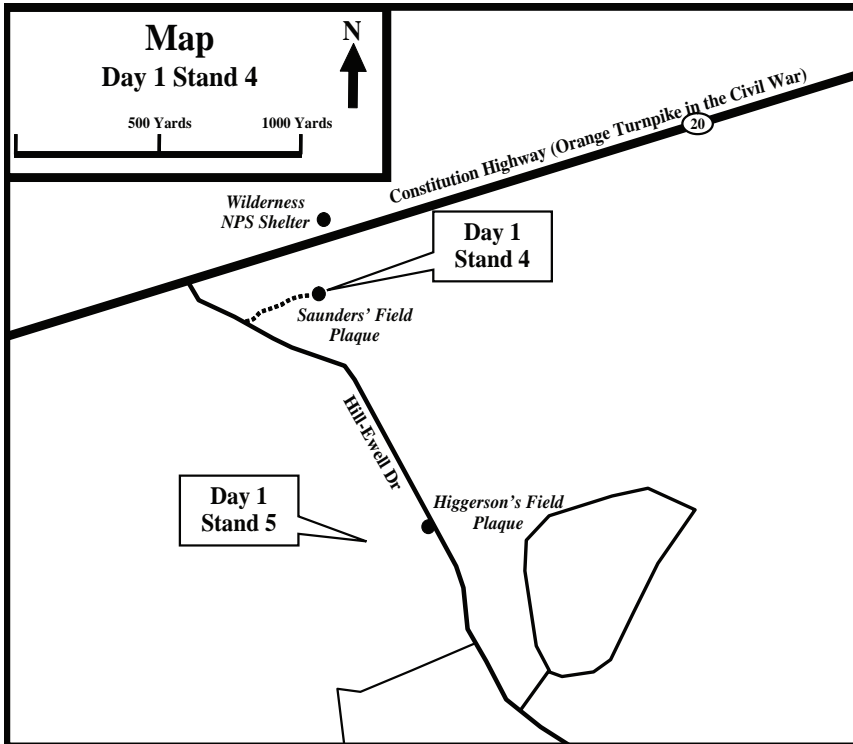 Map
Day 1 Stand 4
N
500 Yards
1000 Yards
Constitution Highway (Orange Turnpike in the Civil War)
20
Wilderness
NPS Shelter
Day 1
Stand 4
Saunders' Field
Plaque
Hill-Ewell Dr
Day 1
Stand 5
Higgerson's Field
Plaque